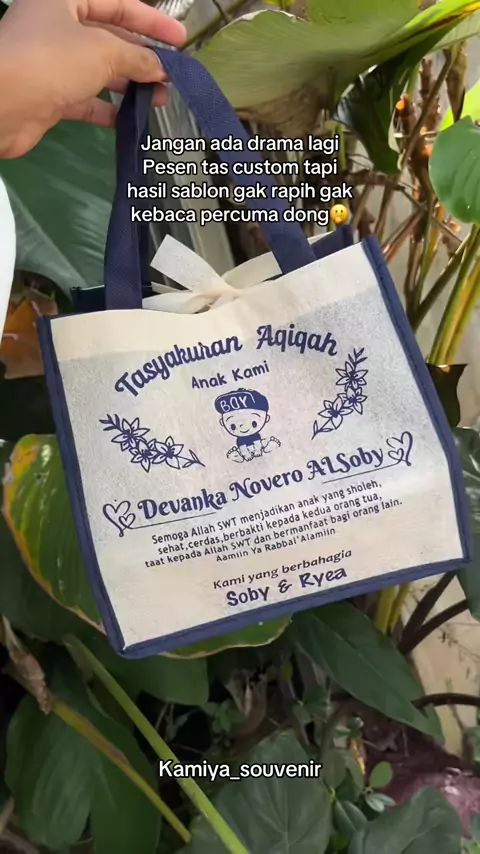 Jangan ada drama lagi
Pesen tas custom tapi
hasil sablon gak rapih gak
kebaca percuma dong🫢
Tasyakuran Aqiqah
Anak Kami
BOY
Devanka Novero ALSoby
Semoga Allah SWT menjadikan anak yang sholeh,
sehat,cerdas,berbakti kepada kedua orang tua,
taat kepada Allah SWT dan bermanfaat bagi orang lain.
Aamiin Ya Rabbal'Alamiin
Kami yang berbahagia
Soby & Ryea
Kamiya_souvenir